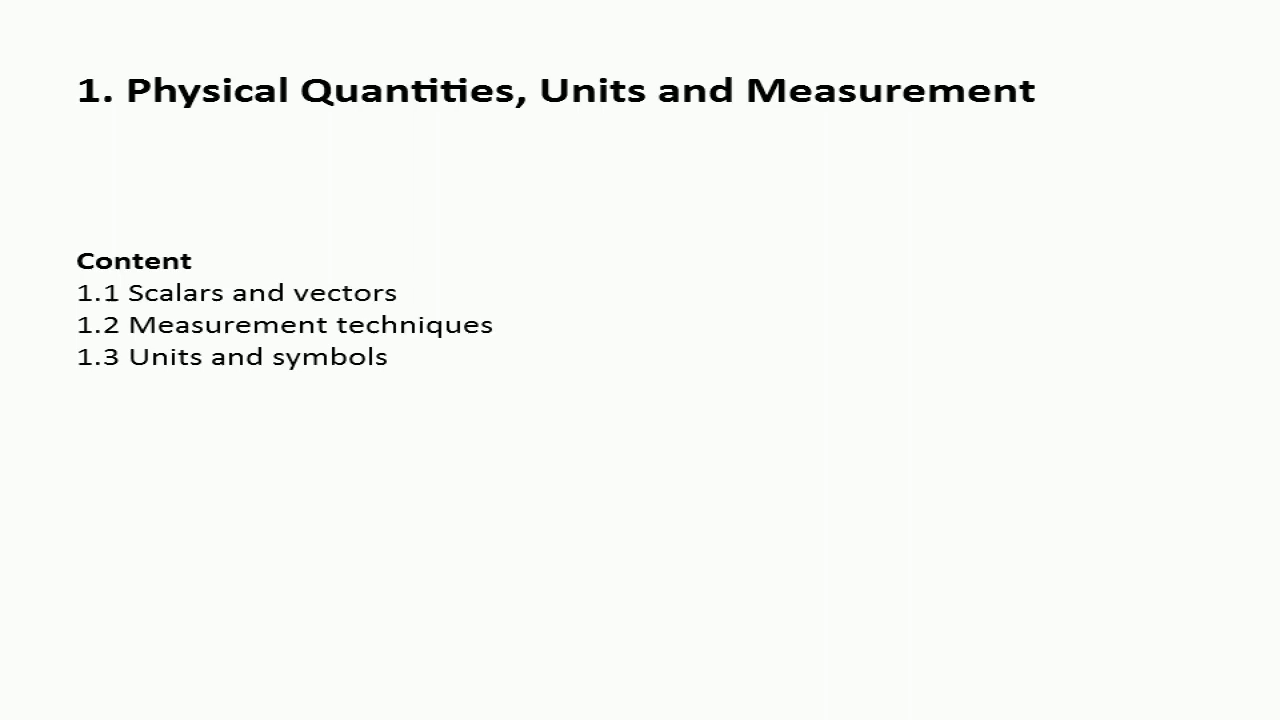 1. Physical Quantities, Units and Measurement
Content
1.1 Scalars and vectors
1.2 Measurement techniques
1.3 Units and symbols